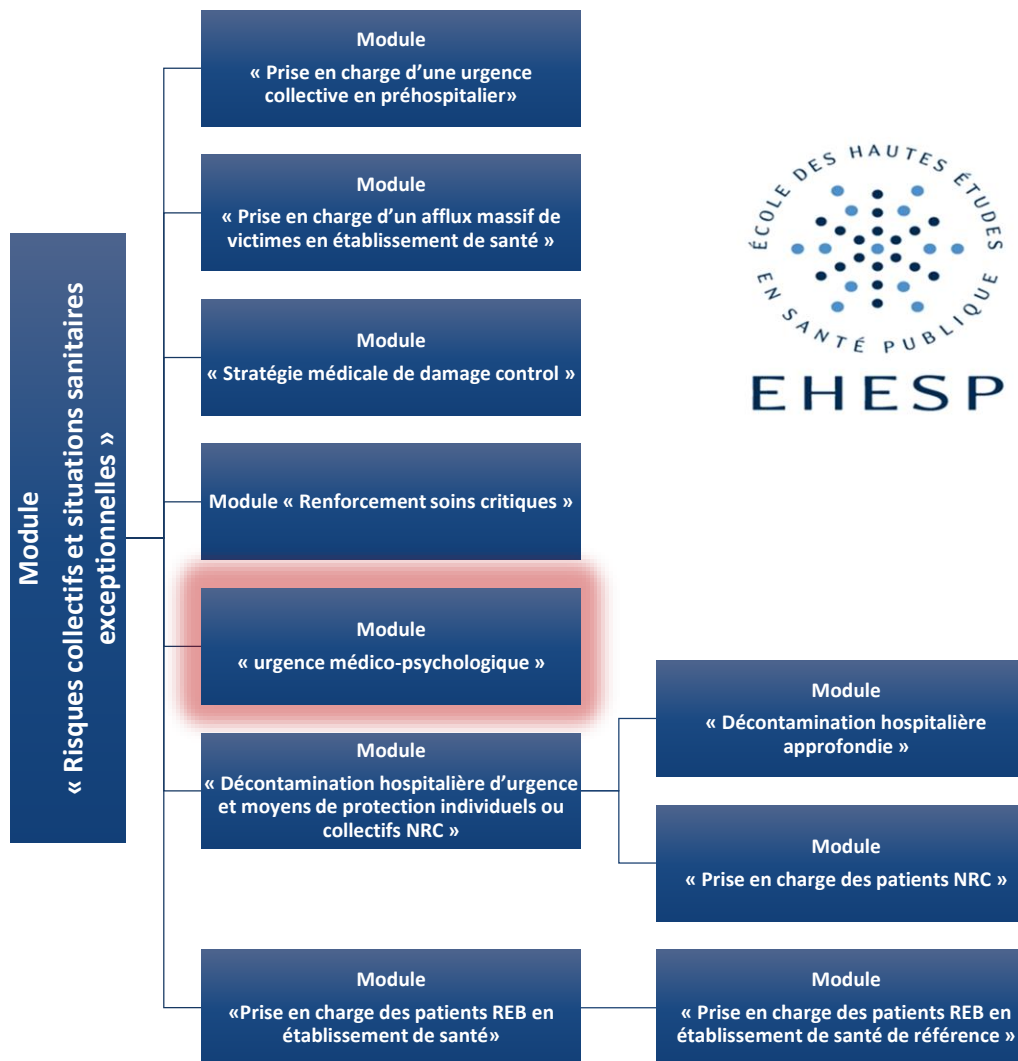 Module
« Risques collectifs et situations sanitaires
exceptionnelles »
Module
« Prise en charge d’une urgence
collective en préhospitalier»
Module
« Prise en charge d’un afflux massif de
victimes en établissement de santé »
Module
« Stratégie médicale de damage control »
Module « Renforcement soins critiques »
Module
« urgence médico-psychologique »
Module
« Décontamination hospitalière d’urgence
et moyens de protection individuels ou
collectifs NRC »
Module
« Décontamination hospitalière
approfondie »
Module
« Prise en charge des patients NRC »
Module
«Prise en charge des patients REB en
établissement de santé»
Module
« Prise en charge des patients REB en
établissement de santé de référence »
ÉCOLE DES HAUTES ÉTUDES
EN SANTÉ PUBLIQUE
EHESP